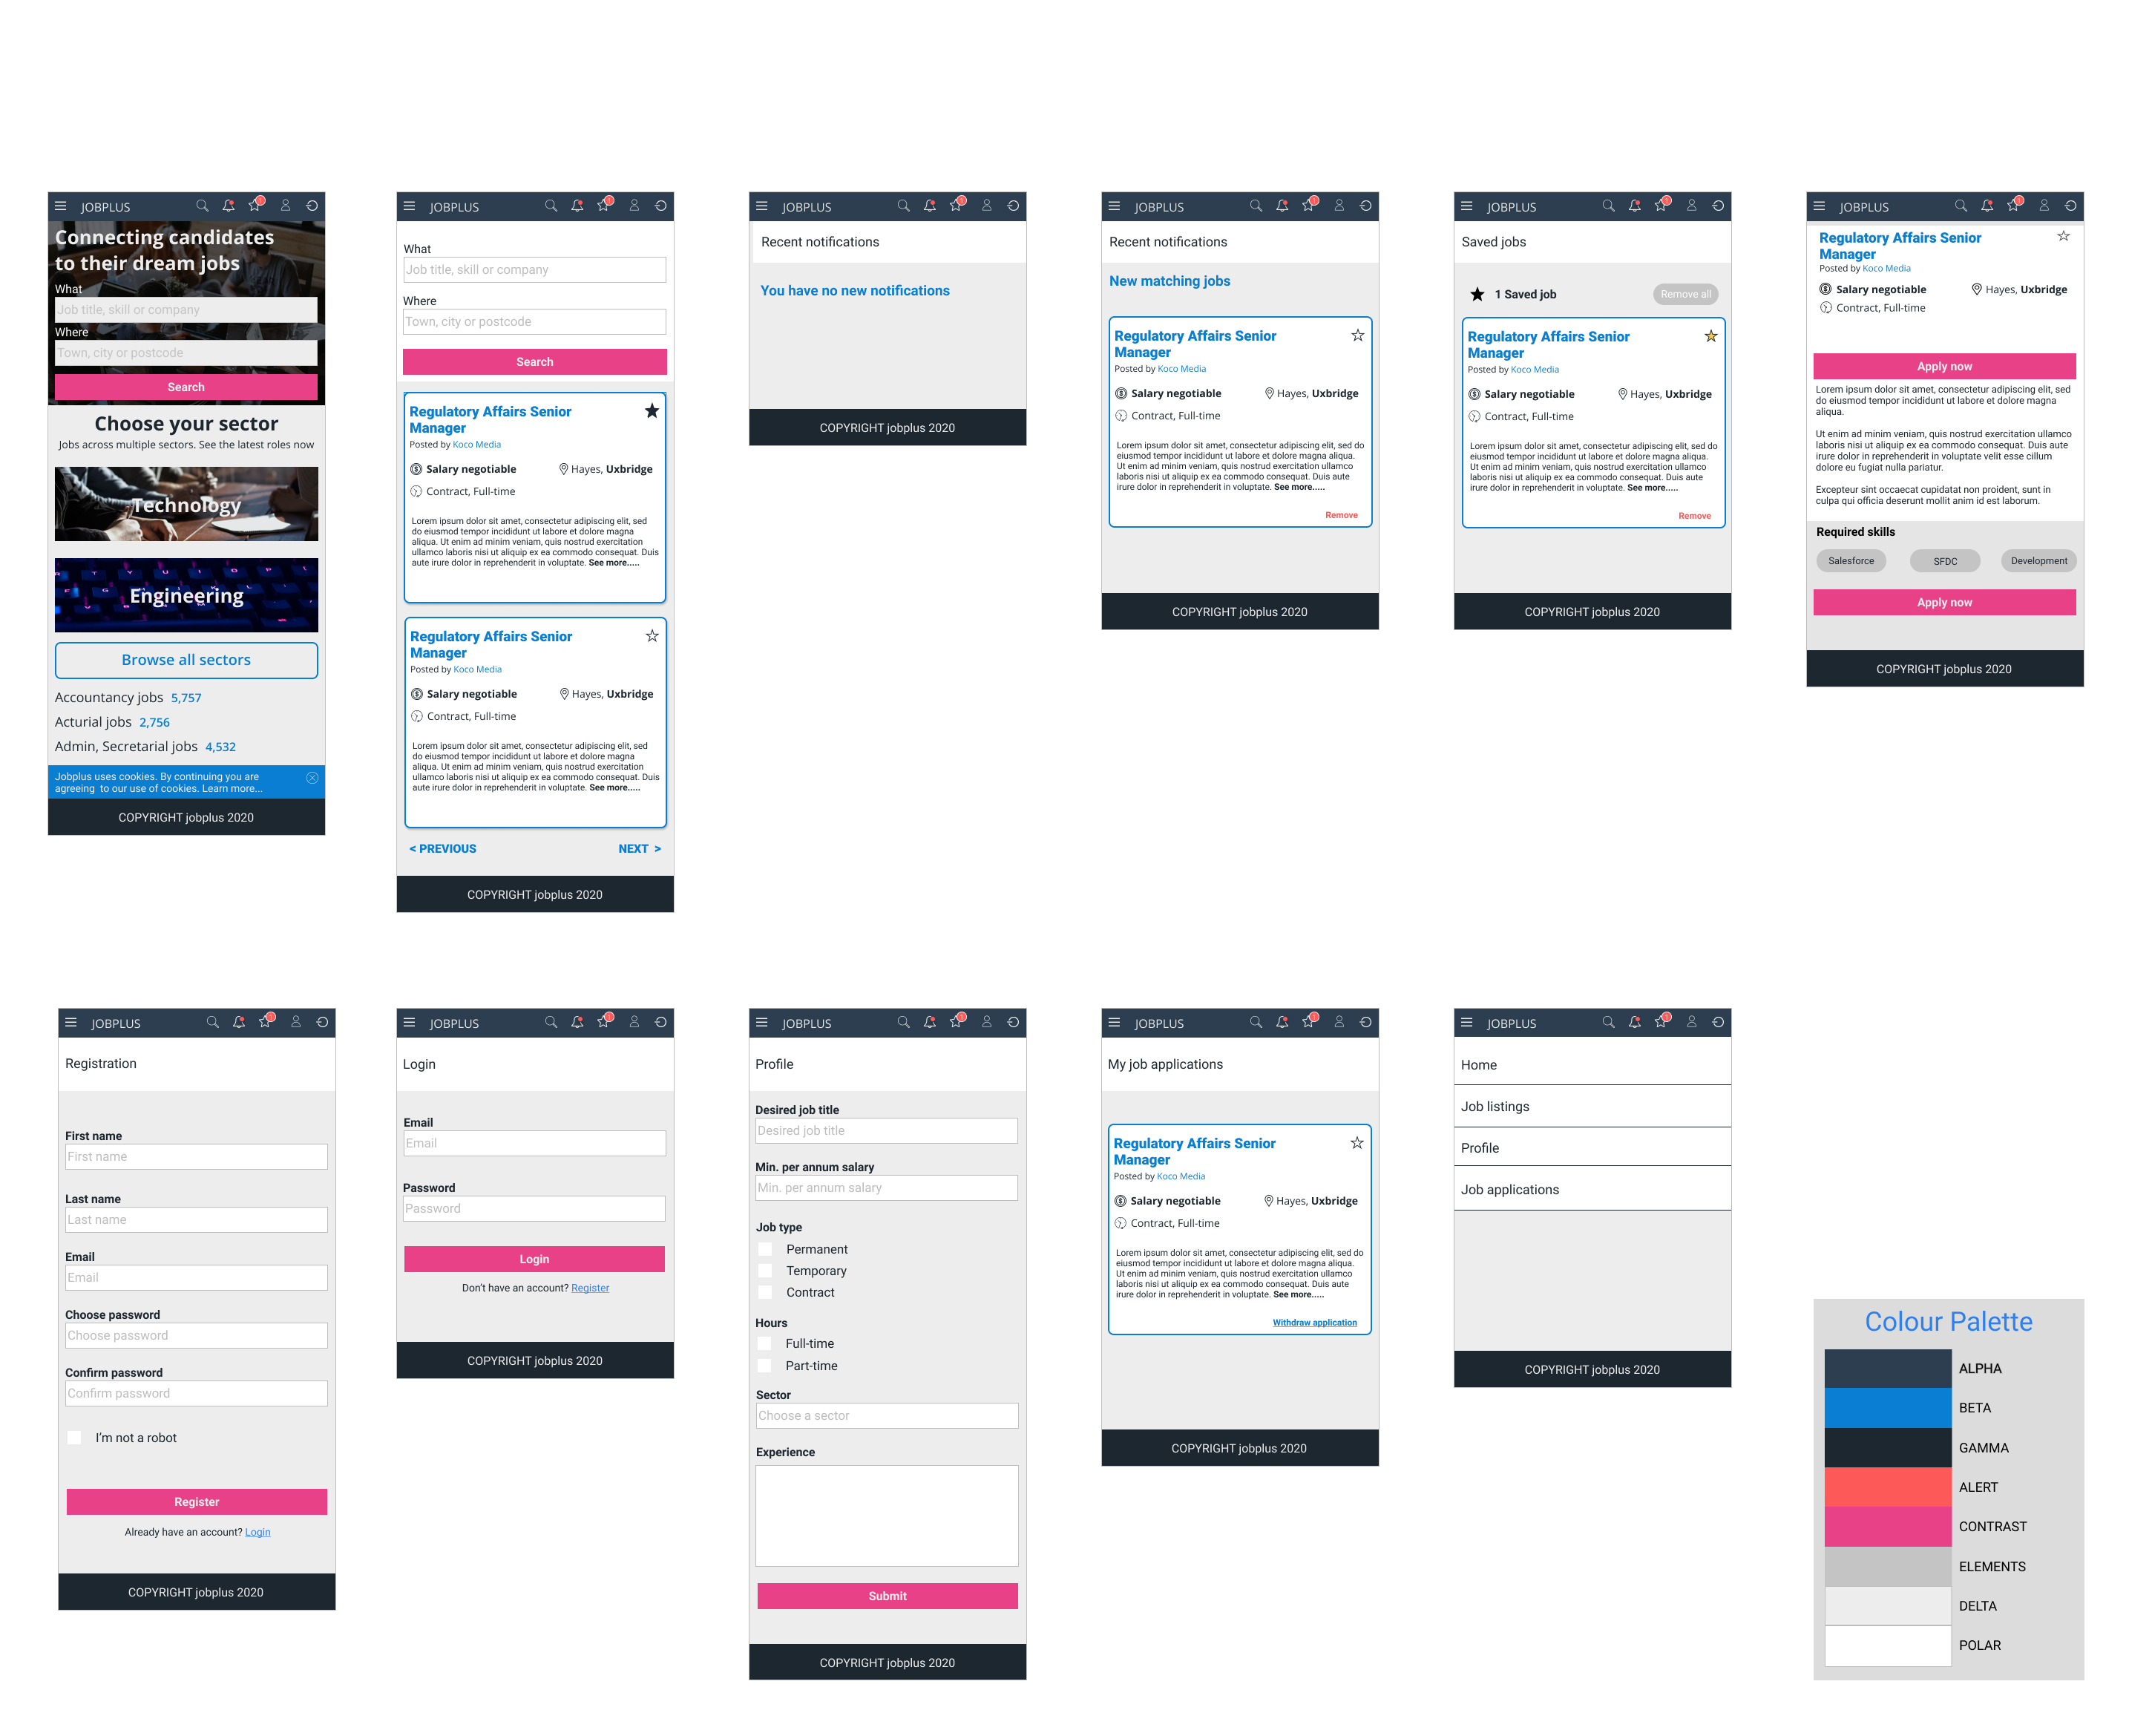 JOBPLUS
1
Connecting candidates
to their dream jobs
What
Job title, skill or company
Where
Town, city or postcode
Search
Choose your sector
Jobs across multiple sectors. See the latest roles now
Technology
Engineering
Browse all sectors
Accountancy jobs 5,757
Acturial jobs 2,756
Admin, Secretarial jobs 4,532
Jobplus uses cookies. By continuing you are
agreeing to our use of cookies. Learn more...
COPYRIGHT jobplus 2020
JOBPLUS
1
What
Job title, skill or company
Where
Town, city or postcode
Search
Regulatory Affairs Senior
Manager
Posted by Koco Media
Salary negotiable
Hayes, Uxbridge
Contract, Full-time
Lorem ipsum dolor sit amet, consectetur adipiscing elit, sed
do eiusmod tempor incididunt ut labore et dolore magna
aliqua. Ut enim ad minim veniam, quis nostrud exercitation
ullamco laboris nisi ut aliquip ex ea commodo consequat. Duis
aute irure dolor in reprehenderit in voluptate. See more.....
Regulatory Affairs Senior
Manager
Posted by Koco Media
Salary negotiable
Hayes, Uxbridge
Contract, Full-time
Lorem ipsum dolor sit amet, consectetur adipiscing elit, sed
do eiusmod tempor incididunt ut labore et dolore magna
aliqua. Ut enim ad minim veniam, quis nostrud exercitation
ullamco laboris nisi ut aliquip ex ea commodo consequat. Duis
aute irure dolor in reprehenderit in voluptate. See more.....
< PREVIOUS
NEXT >
COPYRIGHT jobplus 2020
JOBPLUS
1
Recent notifications
You have no new notifications
COPYRIGHT jobplus 2020
JOBPLUS
1
Recent notifications
New matching jobs
Regulatory Affairs Senior
Manager
Posted by Koco Media
Salary negotiable
Hayes, Uxbridge
Contract, Full-time
Lorem ipsum dolor sit amet, consectetur adipiscing elit, sed do
eiusmod tempor incididunt ut labore et dolore magna aliqua.
Ut enim ad minim veniam, quis nostrud exercitation ullamco
laboris nisi ut aliquip ex ea commodo consequat. Duis aute
irure dolor in reprehenderit in voluptate. See more.....
Remove
COPYRIGHT jobplus 2020
JOBPLUS
1
Saved jobs
1 Saved job
Remove all
Regulatory Affairs Senior
Manager
Posted by Koco Media
Salary negotiable
Hayes, Uxbridge
Contract, Full-time
Lorem ipsum dolor sit amet, consectetur adipiscing elit, sed do
eiusmod tempor incididunt ut labore et dolore magna aliqua.
Ut enim ad minim veniam, quis nostrud exercitation ullamco
laboris nisi ut aliquip ex ea commodo consequat. Duis aute
irure dolor in reprehenderit in voluptate. See more.....
Remove
COPYRIGHT jobplus 2020
JOBPLUS
1
Regulatory Affairs Senior
Manager
Posted by Koco Media
Salary negotiable
Hayes, Uxbridge
Contract, Full-time
Apply now
Lorem ipsum dolor sit amet, consectetur adipiscing elit, sed
do eiusmod tempor incididunt ut labore et dolore magna
aliqua.
Ut enim ad minim veniam, quis nostrud exercitation ullamco
laboris nisi ut aliquip ex ea commodo consequat. Duis aute
irure dolor in reprehenderit in voluptate velit esse cillum
dolore eu fugiat nulla pariatur.
Excepteur sint occaecat cupidatat non proident, sunt in
culpa qui officia deserunt mollit anim id est laborum.
Required skills
Salesforce
SFDC
Development
Apply now
COPYRIGHT jobplus 2020
JOBPLUS
1
Registration
First name
First name
Last name
Last name
Email
Email
Choose password
Choose password
Confirm password
Confirm password
I'm not a robot
Register
Already have an account? Login
COPYRIGHT jobplus 2020
JOBPLUS
1
Login
Email
Email
Password
Password
Login
Don't have an account? Register
COPYRIGHT jobplus 2020
JOBPLUS
1
Profile
Desired job title
Desired job title
Min. per annum salary
Min. per annum salary
Job type
Permanent
Temporary
Contract
Hours
Full-time
Part-time
Sector
Choose a sector
Experience
Submit
COPYRIGHT jobplus 2020
JOBPLUS
1
My job applications
Regulatory Affairs Senior
Manager
Posted by Koco Media
Salary negotiable
Hayes, Uxbridge
Contract, Full-time
Lorem ipsum dolor sit amet, consectetur adipiscing elit, sed do
eiusmod tempor incididunt ut labore et dolore magna aliqua.
Ut enim ad minim veniam, quis nostrud exercitation ullamco
laboris nisi ut aliquip ex ea commodo consequat. Duis aute
irure dolor in reprehenderit in voluptate. See more.....
Withdraw application
COPYRIGHT jobplus 2020
JOBPLUS
1
Home
Job listings
Profile
Job applications
COPYRIGHT jobplus 2020
Colour Palette
ALPHA
BETA
GAMMA
ALERT
CONTRAST
ELEMENTS
DELTA
POLAR